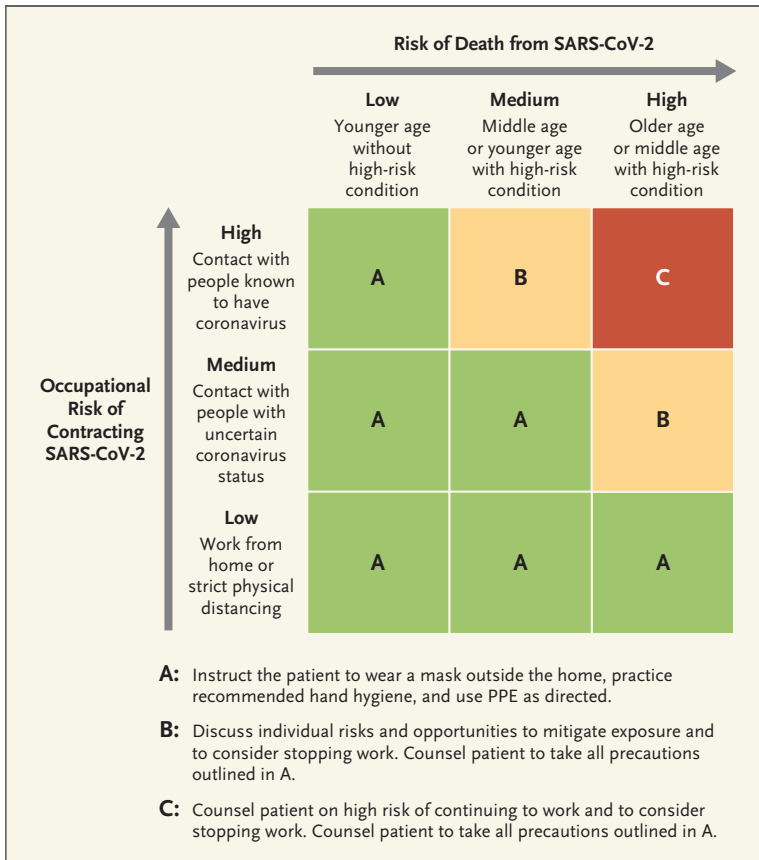 Risk of Death from SARS-CoV-2
Low
Younger age
without
high-risk
condition
Medium
Middle age
or younger age
with high-risk
condition
High
Older age
or middle age
with high-risk
condition
Occupational
Risk of
Contracting
SARS-CoV-2
High
Contact with
people known
to have
coronavirus
A
B
C
Medium
Contact with
people with
uncertain
coronavirus
status
A
A
B
Low
Work from
home or
strict physical
distancing
A
A
A
A: Instruct the patient to wear a mask outside the home, practice
recommended hand hygiene, and use PPE as directed.
B: Discuss individual risks and opportunities to mitigate exposure and
to consider stopping work. Counsel patient to take all precautions
outlined in A.
C: Counsel patient on high risk of continuing to work and to consider
stopping work. Counsel patient to take all precautions outlined in A.